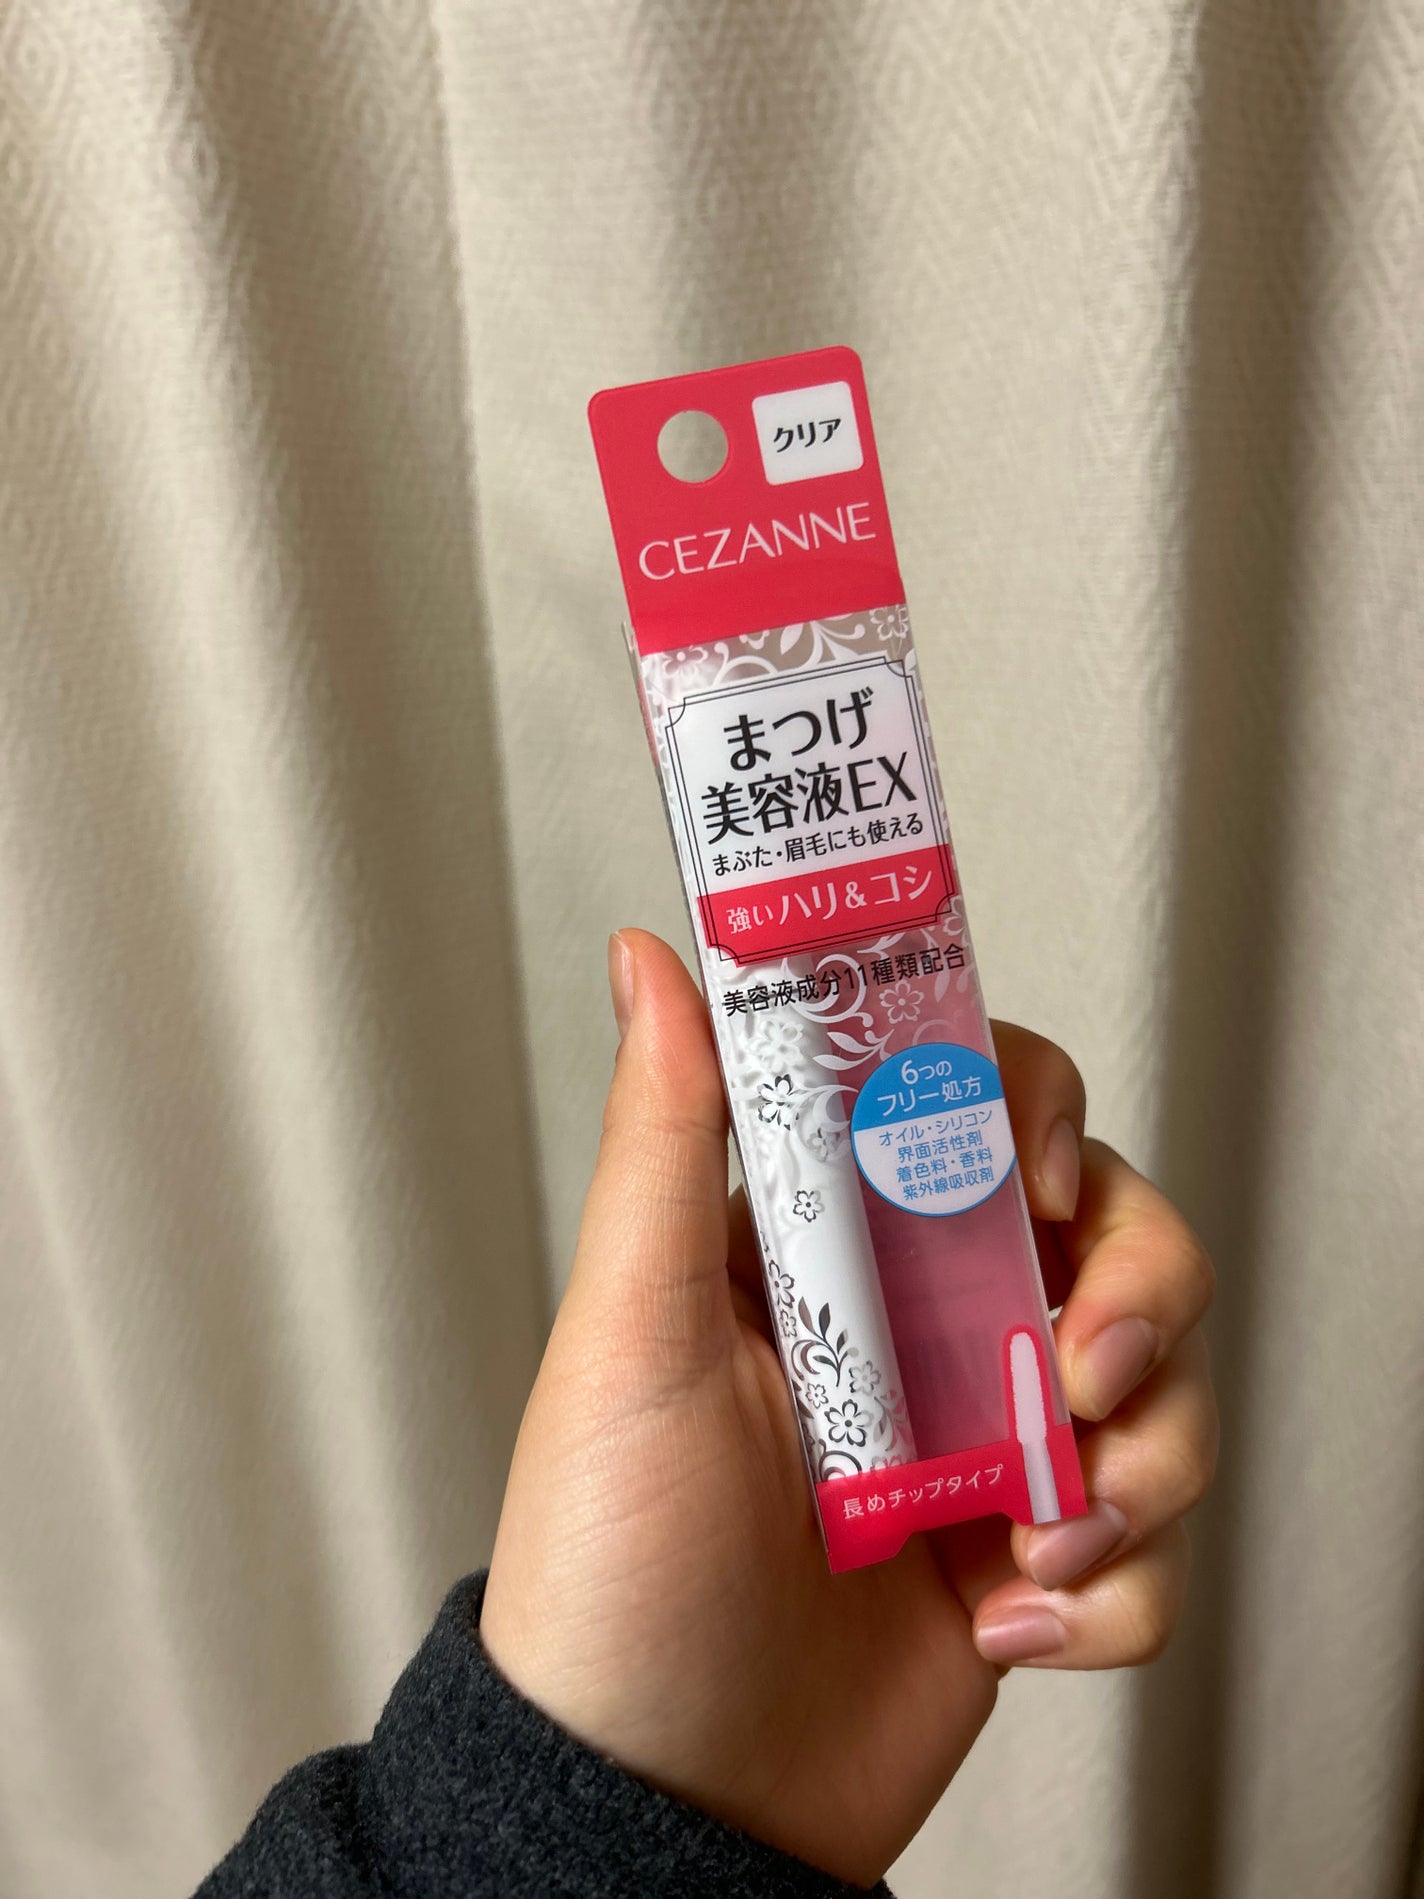 クリア
CEZANNE
まつげ
美容液EX
まぶた・眉毛にも使える
強いハリ&コシ
美容液成分11種類配合
6つの
フリー処方
オイル・シリコン
界面活性剤
着色料・香料
紫外線吸収剤
長めチップタイプ